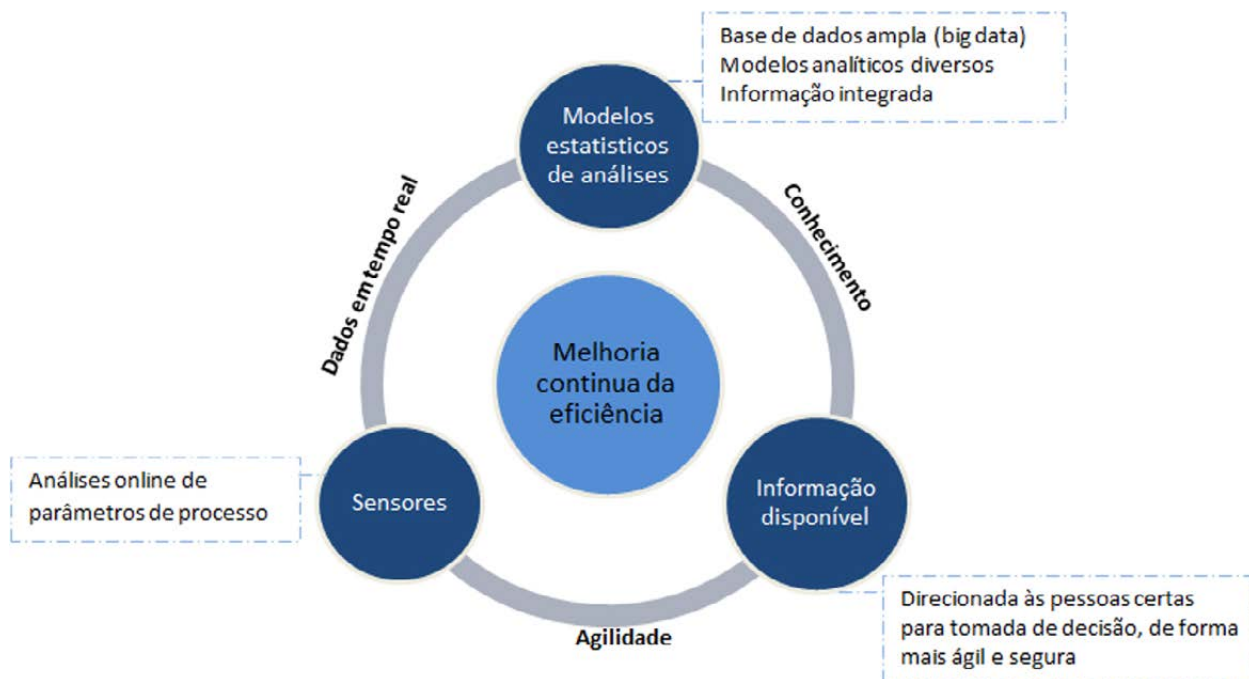 Base de dados ampla (big data)
Modelos analíticos diversos
Informação integrada
Modelos
estatisticos
de análises
Dados em tempo real
Conhecimento
Melhoria
continua da
eficiência
Análises online de
parâmetros de processo
Sensores
Informação
disponível
Agilidade
Direcionada às pessoas certas
para tomada de decisão, de forma
mais ágil e segura